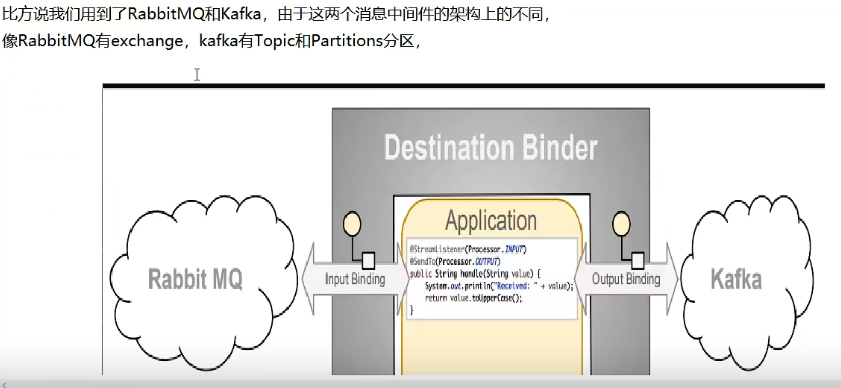 比方说我们用到了RabbitMQ和Kafka，由于这两个消息中间件的架构上的不同，
像RabbitMQ有exchange，kafka有Topic和Partitions分区，
Destination Binder
Application
@StreamListener(Processor.INPUT)
@SendTo(Processor.OUTPUT)
public String handle(String value) {
System.out.println("Received: " + value);
return value.toUpperCase();
}
Rabbit MQ
Input Binding
Output Binding
Kafka